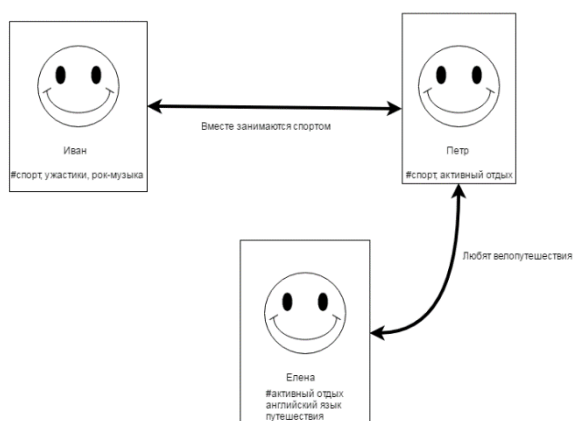 Вместе занимаются спортом
Иван
#спорт, ужастики, рок-музыка
Петр
#спорт, активный отдых
Любят велопутешествия
Елена
#активный отдых
английский язык
путешествия